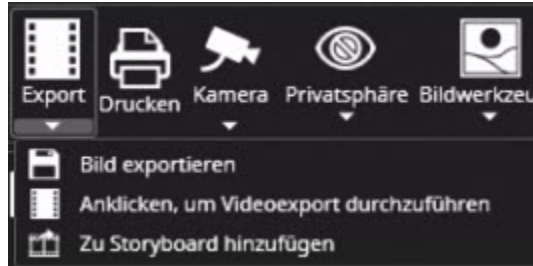 Export Drucken Kamera Privatsphäre Bildwerkzeu
Bild exportieren
Anklicken, um Videoexport durchzuführen
Zu Storyboard hinzufügen